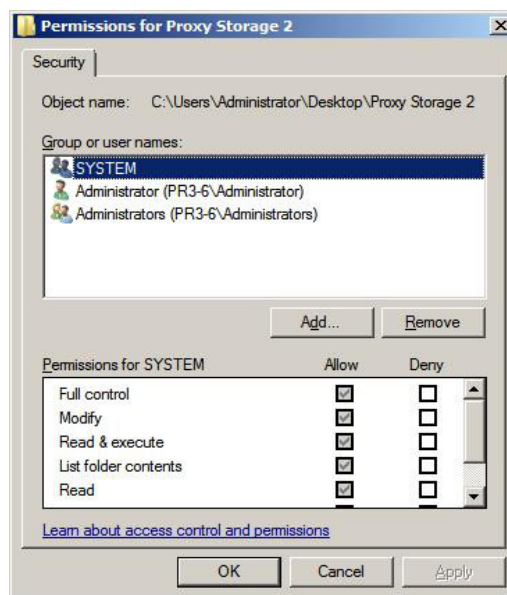 Permissions for Proxy Storage 2
Security
Object name: C:\Users\Administrator\Desktop\Proxy Storage 2
Group or user names:
SYSTEM
Administrator (PR3-6\Administrator)
Administrators (PR3-6\Administrators)
Add... Remove
Permissions for SYSTEM Allow Deny
Full control
Modify
Read & execute
List folder contents
Read
Learn about access control and permissions
OK Cancel Apply